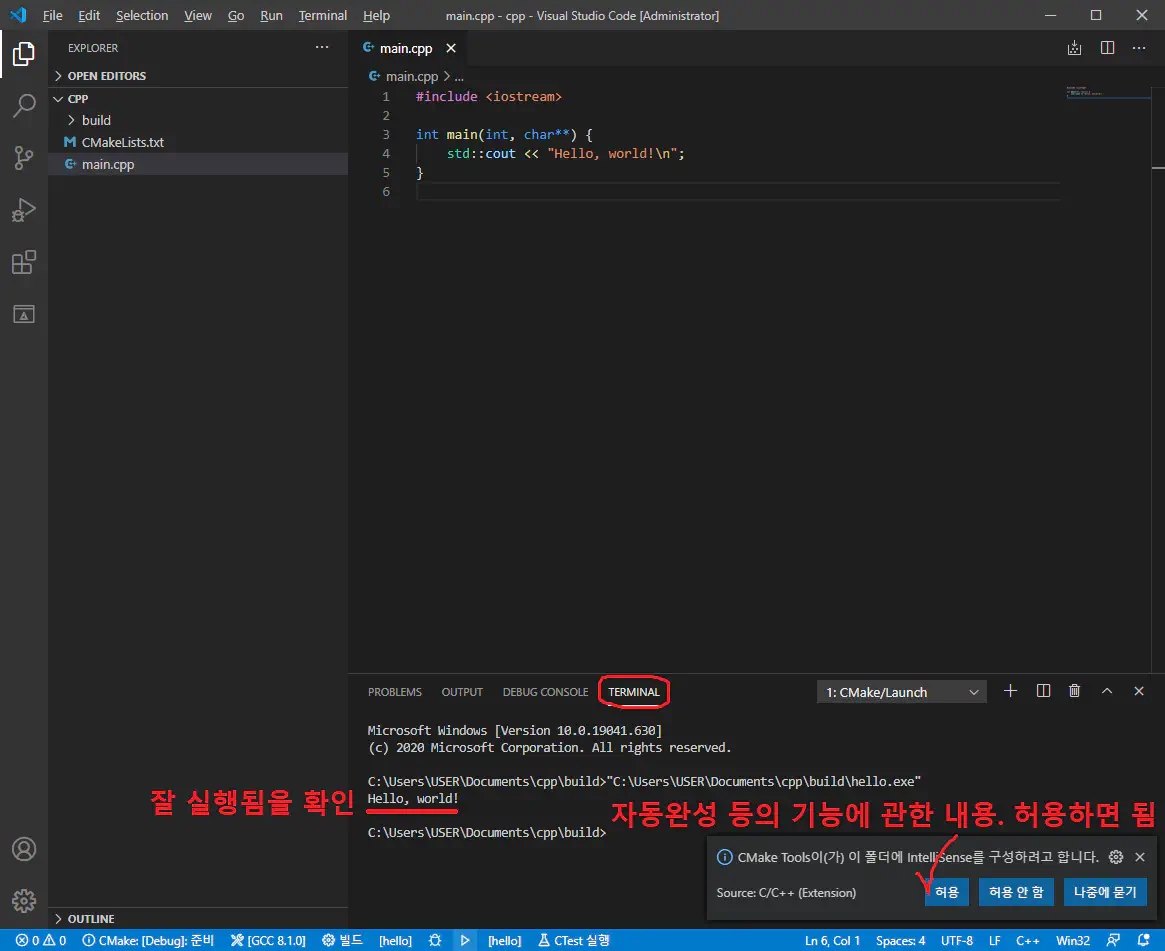 File Edit Selection View Go Run Terminal Help main.cpp - cpp - Visual Studio Code [Administrator]
EXPLORER
OPEN EDITORS
CPP
build
CMakeLists.txt
main.cpp
OUTLINE
main.cpp
main.cpp > ...
1 #include <iostream>
2
3 int main(int, char**) {
4     std::cout << "Hello, world!\n";
5 }
6
PROBLEMS OUTPUT DEBUG CONSOLE TERMINAL 1: CMake/Launch
Microsoft Windows [Version 10.0.19041.630]
(c) 2020 Microsoft Corporation. All rights reserved.
C:\Users\USER\Documents\cpp\build>"C:\Users\USER\Documents\cpp\build\hello.exe"
Hello, world!
잘 실행됨을 확인
C:\Users\USER\Documents\cpp\build>
자동완성 등의 기능에 관한 내용. 허용하면 됨
CMake Tools이(가) 이 폴더에 IntelliSense를 구성하려고 합니다.
Source: C/C++ (Extension) 허용 허용 안 함 나중에 묻기
0 0 CMake: [Debug]: 준비 [GCC 8.1.0] 빌드 [hello] [hello] CTest 실행 Ln 6, Col 1 Spaces: 4 UTF-8 LF C++ Win32